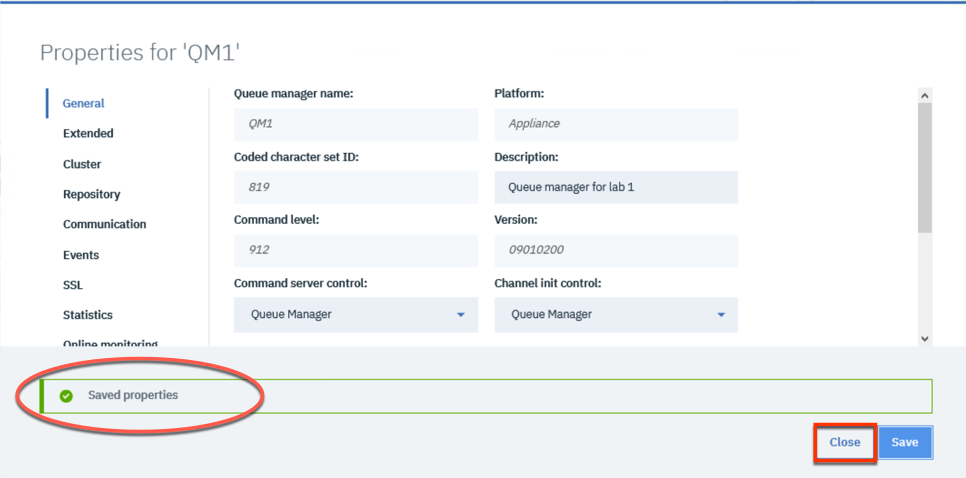 Properties for 'QM1'
General
Extended
Cluster
Repository
Communication
Events
SSL
Statistics
Online monitoring
Queue manager name:
QM1
Platform:
Appliance
Coded character set ID:
819
Description:
Queue manager for lab 1
Command level:
912
Version:
09010200
Command server control:
Queue Manager
Channel init control:
Queue Manager
Saved properties
Close
Save